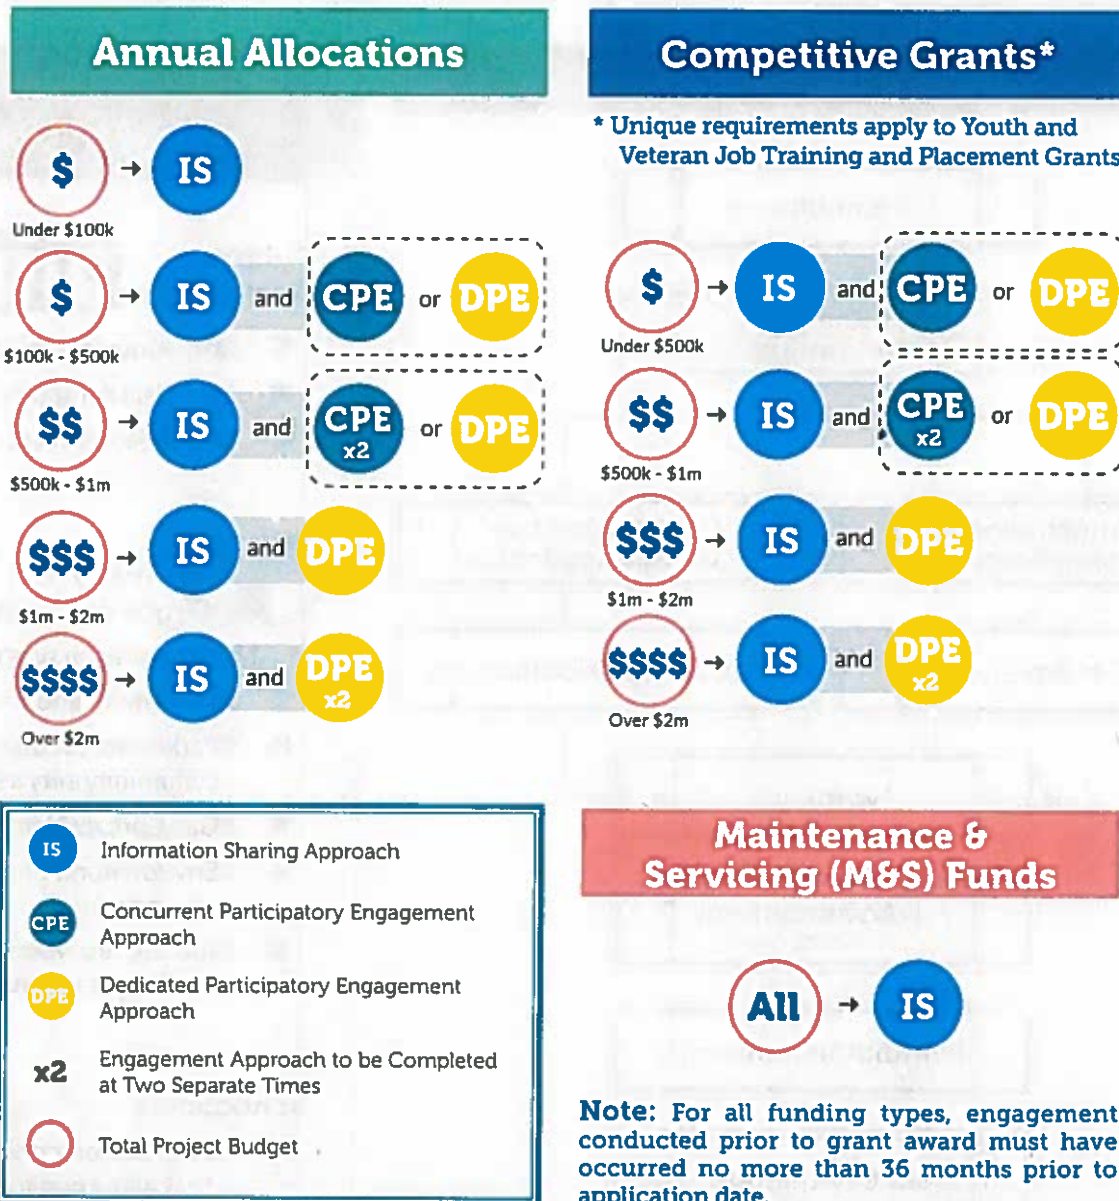 Annual Allocations
$ → IS
Under $100k
$ → IS and CPE or DPE
$100k - $500k
$$ → IS and CPE x2 or DPE
$500k - $1m
$$$ → IS and DPE
$1m - $2m
$$$$ → IS and DPE x2
Over $2m
IS Information Sharing Approach
CPE Concurrent Participatory Engagement
Approach
DPE Dedicated Participatory Engagement
Approach
x2 Engagement Approach to be Completed
at Two Separate Times
Total Project Budget
Competitive Grants*
* Unique requirements apply to Youth and
Veteran Job Training and Placement Grants
$ → IS and CPE or DPE
Under $500k
$$ → IS and CPE x2 or DPE
$500k - $1m
$$$ → IS and DPE
$1m - $2m
$$$$ → IS and DPE x2
Over $2m
Maintenance &
Servicing (M&S) Funds
All → IS
Note: For all funding types, engagement
conducted prior to grant award must have
occurred no more than 36 months prior to
application date.